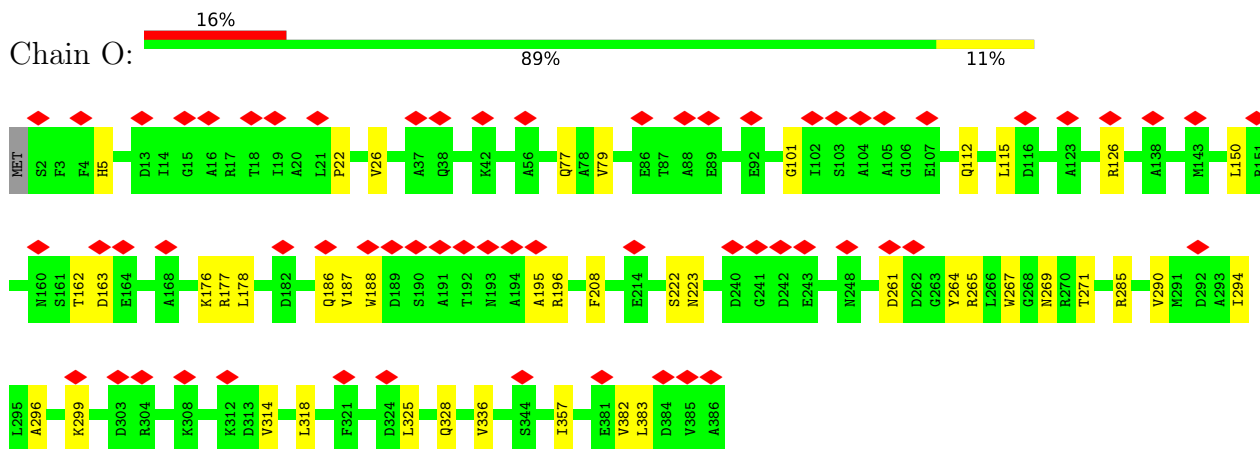 16%
Chain O:
89% 11%
MET S2 F3 F4 H5 D13 I14 G15 A16 R17 T18 I19 A20 L21 P22 V26 A37 Q38 K42 A56 Q77 A78 V79 E86 T87 A88 E89 E92 G101 I102 S103 A104 A105 G106 E107 Q112 L115 D116 A123 R126 A138 M143 L150 R151
N160 S161 T162 D163 E164 A168 K176 R177 L178 D182 Q186 V187 W188 D189 S190 A191 T192 N193 A194 A195 R196 F208 E214 S222 N223 D240 G241 D242 E243 N248 D261 D262 G263 Y264 R265 L266 W267 G268 N269 R270 T271 R285 V290 M291 D292 A293 I294
L295 A296 K299 D303 R304 K308 K312 D313 V314 L318 F321 D324 L325 Q328 V336 S344 I357 E381 V382 L383 D384 V385 A386